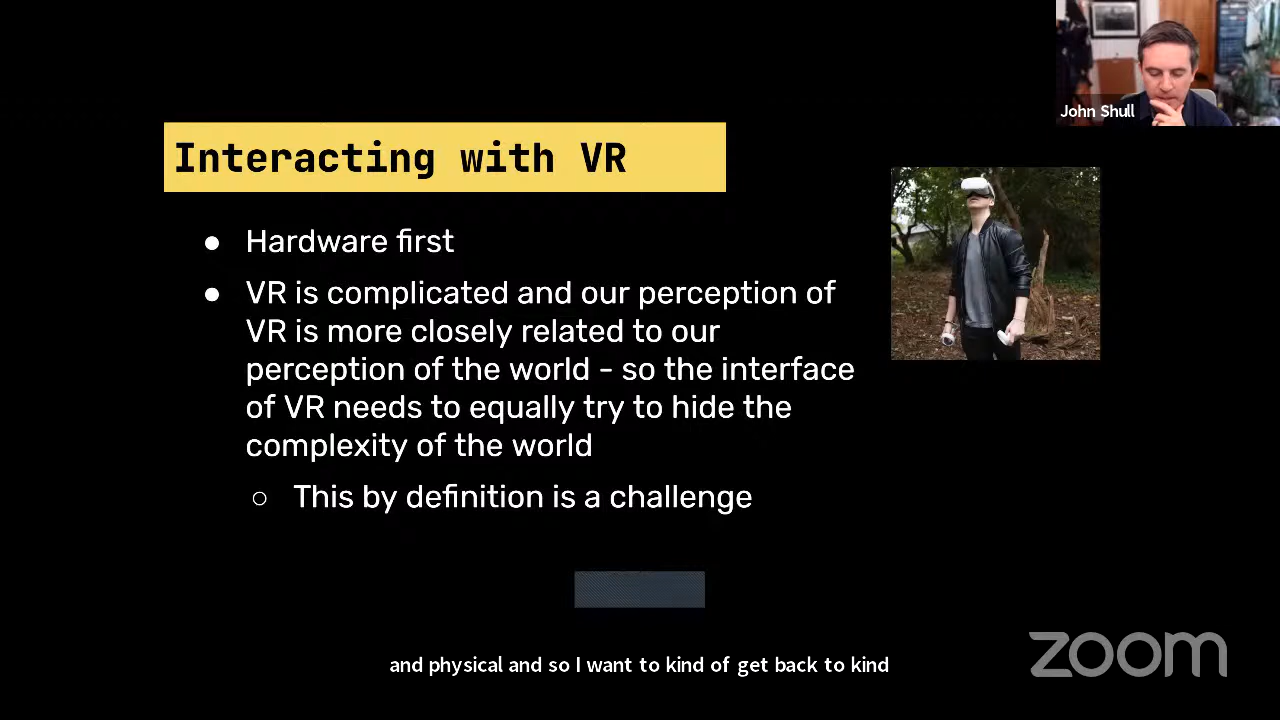 John Shull
Interacting with VR
● Hardware first
● VR is complicated and our perception of
VR is more closely related to our
perception of the world - so the interface
of VR needs to equally try to hide the
complexity of the world
○ This by definition is a challenge
and physical and so I want to kind of get back to kind
zoom